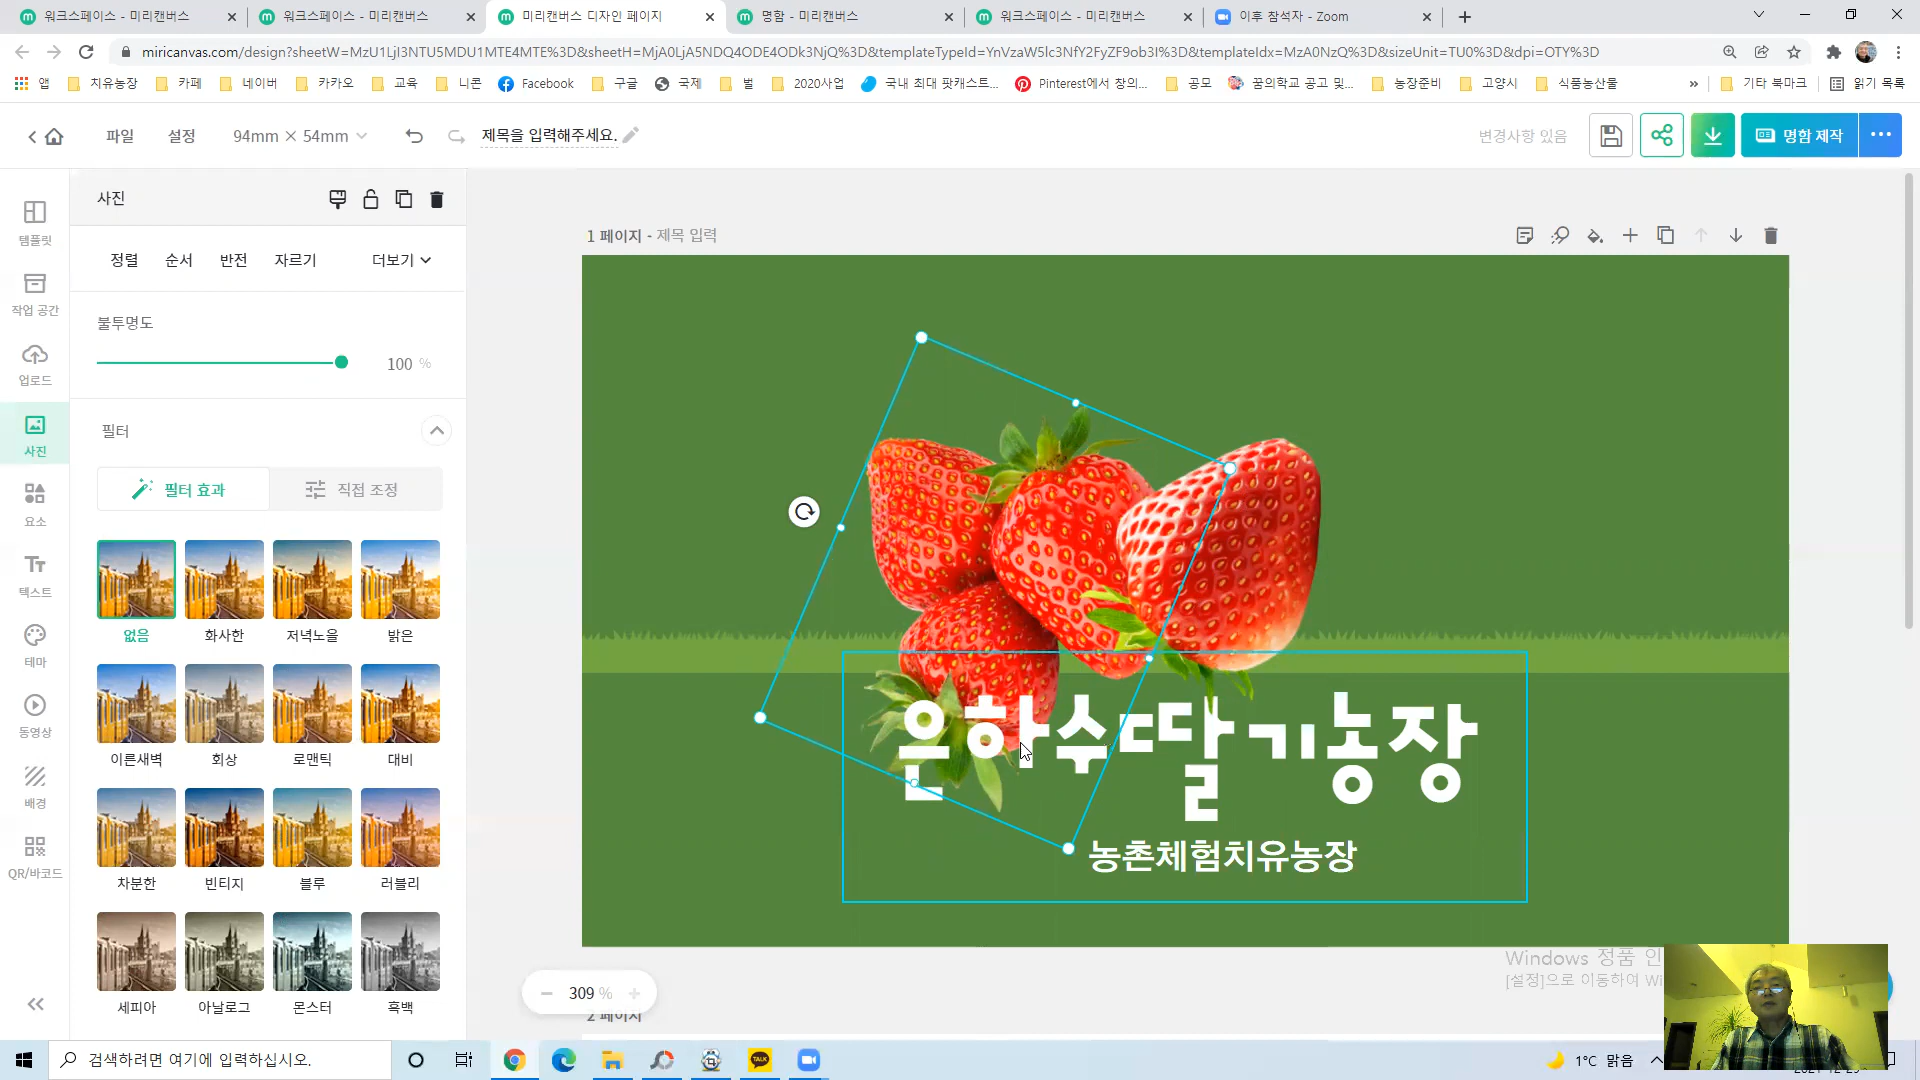 워크스페이스 - 미리캔버스
워크스페이스 - 미리캔버스
미리캔버스 디자인 페이지
명함 - 미리캔버스
워크스페이스 - 미리캔버스
이후 참석자 - Zoom
miricanvas.com/design?sheetW=MzU1LjI3NTU5MDU1MTE4MTE%3D&sheetH=MjA0LjA5NDQ4ODE4ODk3NjQ%3D&templateTypeId=YnVzaW5lc3NfY2FyZF9ob3I%3D&templateIdx=MzA0NzQ%3D&sizeUnit=TU0%3D&dpi=OTY%3D
앱
치유농장
카페
네이버
카카오
교육
니콘
Facebook
구글
국제
벌
2020사업
국내 최대 팟캐스트...
Pinterest에서 창의...
공모
꿈의학교 공고 및...
농장준비
고양시
식품농산물
»
기타 북마크
읽기 목록
파일
설정
94mm × 54mm
제목을 입력해주세요.
변경사항 있음
명함 제작
템플릿
작업 공간
업로드
사진
요소
텍스트
테마
동영상
배경
QR/바코드
사진
정렬
순서
반전
자르기
더보기
불투명도
100 %
필터
필터 효과
직접 조정
없음
화사한
저녁노을
밝은
이른새벽
회상
로맨틱
대비
차분한
빈티지
블루
러블리
세피아
아날로그
몬스터
흑백
1 페이지 - 제목 입력
은하수딸기농장
농촌체험치유농장
309 %
2 페이지
Windows 정품 인
[설정]으로 이동하여 Wi
검색하려면 여기에 입력하십시오.
TALK
1°C 맑음